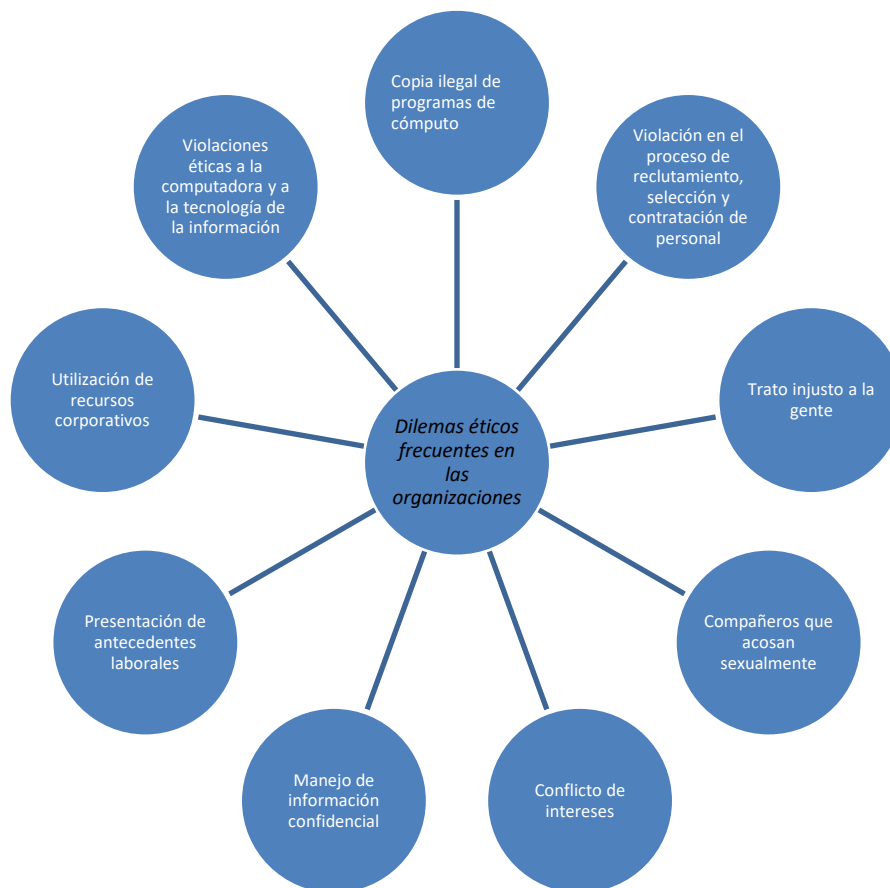 Copia ilegal de
programas de
cómputo
Violación en el
proceso de
reclutamiento,
selección y
contratación de
personal
Trato injusto a la
gente
Compañeros que
acosan
sexualmente
Conflicto de
intereses
Manejo de
información
confidencial
Presentación de
antecedentes
laborales
Utilización de
recursos
corporativos
Violaciones
éticas a la
computadora y a
la tecnología de
la información
Dilemas éticos
frecuentes en
las
organizaciones